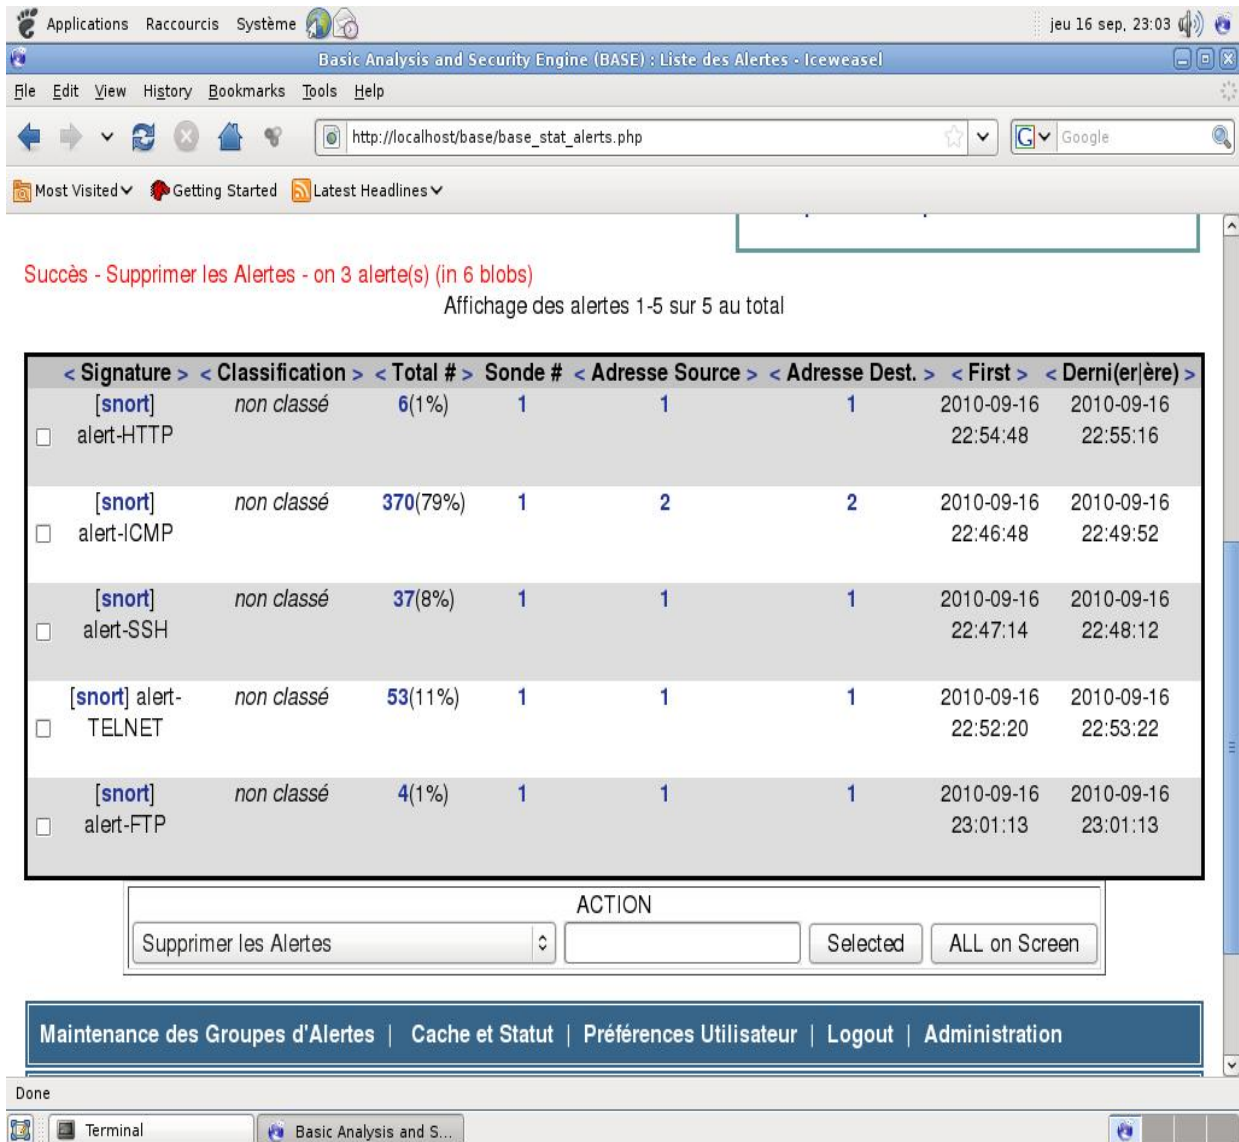 Applications Raccourcis Système jeu 16 sep, 23:03
Basic Analysis and Security Engine (BASE) : Liste des Alertes - Iceweasel
File Edit View History Bookmarks Tools Help
http://localhost/base/base_stat_alerts.php Google
Most Visited Getting Started Latest Headlines
Succès - Supprimer les Alertes - on 3 alerte(s) (in 6 blobs)
Affichage des alertes 1-5 sur 5 au total
< Signature > < Classification > < Total # > Sonde # < Adresse Source > < Adresse Dest. > < First > < Derni(er|ère) >
[snort] non classé 6(1%) 1 1 1 2010-09-16 2010-09-16
alert-HTTP 22:54:48 22:55:16
[snort] non classé 370(79%) 1 2 2 2010-09-16 2010-09-16
alert-ICMP 22:46:48 22:49:52
[snort] non classé 37(8%) 1 1 1 2010-09-16 2010-09-16
alert-SSH 22:47:14 22:48:12
[snort] alert- non classé 53(11%) 1 1 1 2010-09-16 2010-09-16
TELNET 22:52:20 22:53:22
[snort] non classé 4(1%) 1 1 1 2010-09-16 2010-09-16
alert-FTP 23:01:13 23:01:13
ACTION
Supprimer les Alertes Selected ALL on Screen
Maintenance des Groupes d'Alertes | Cache et Statut | Préférences Utilisateur | Logout | Administration
Done
Terminal Basic Analysis and S...